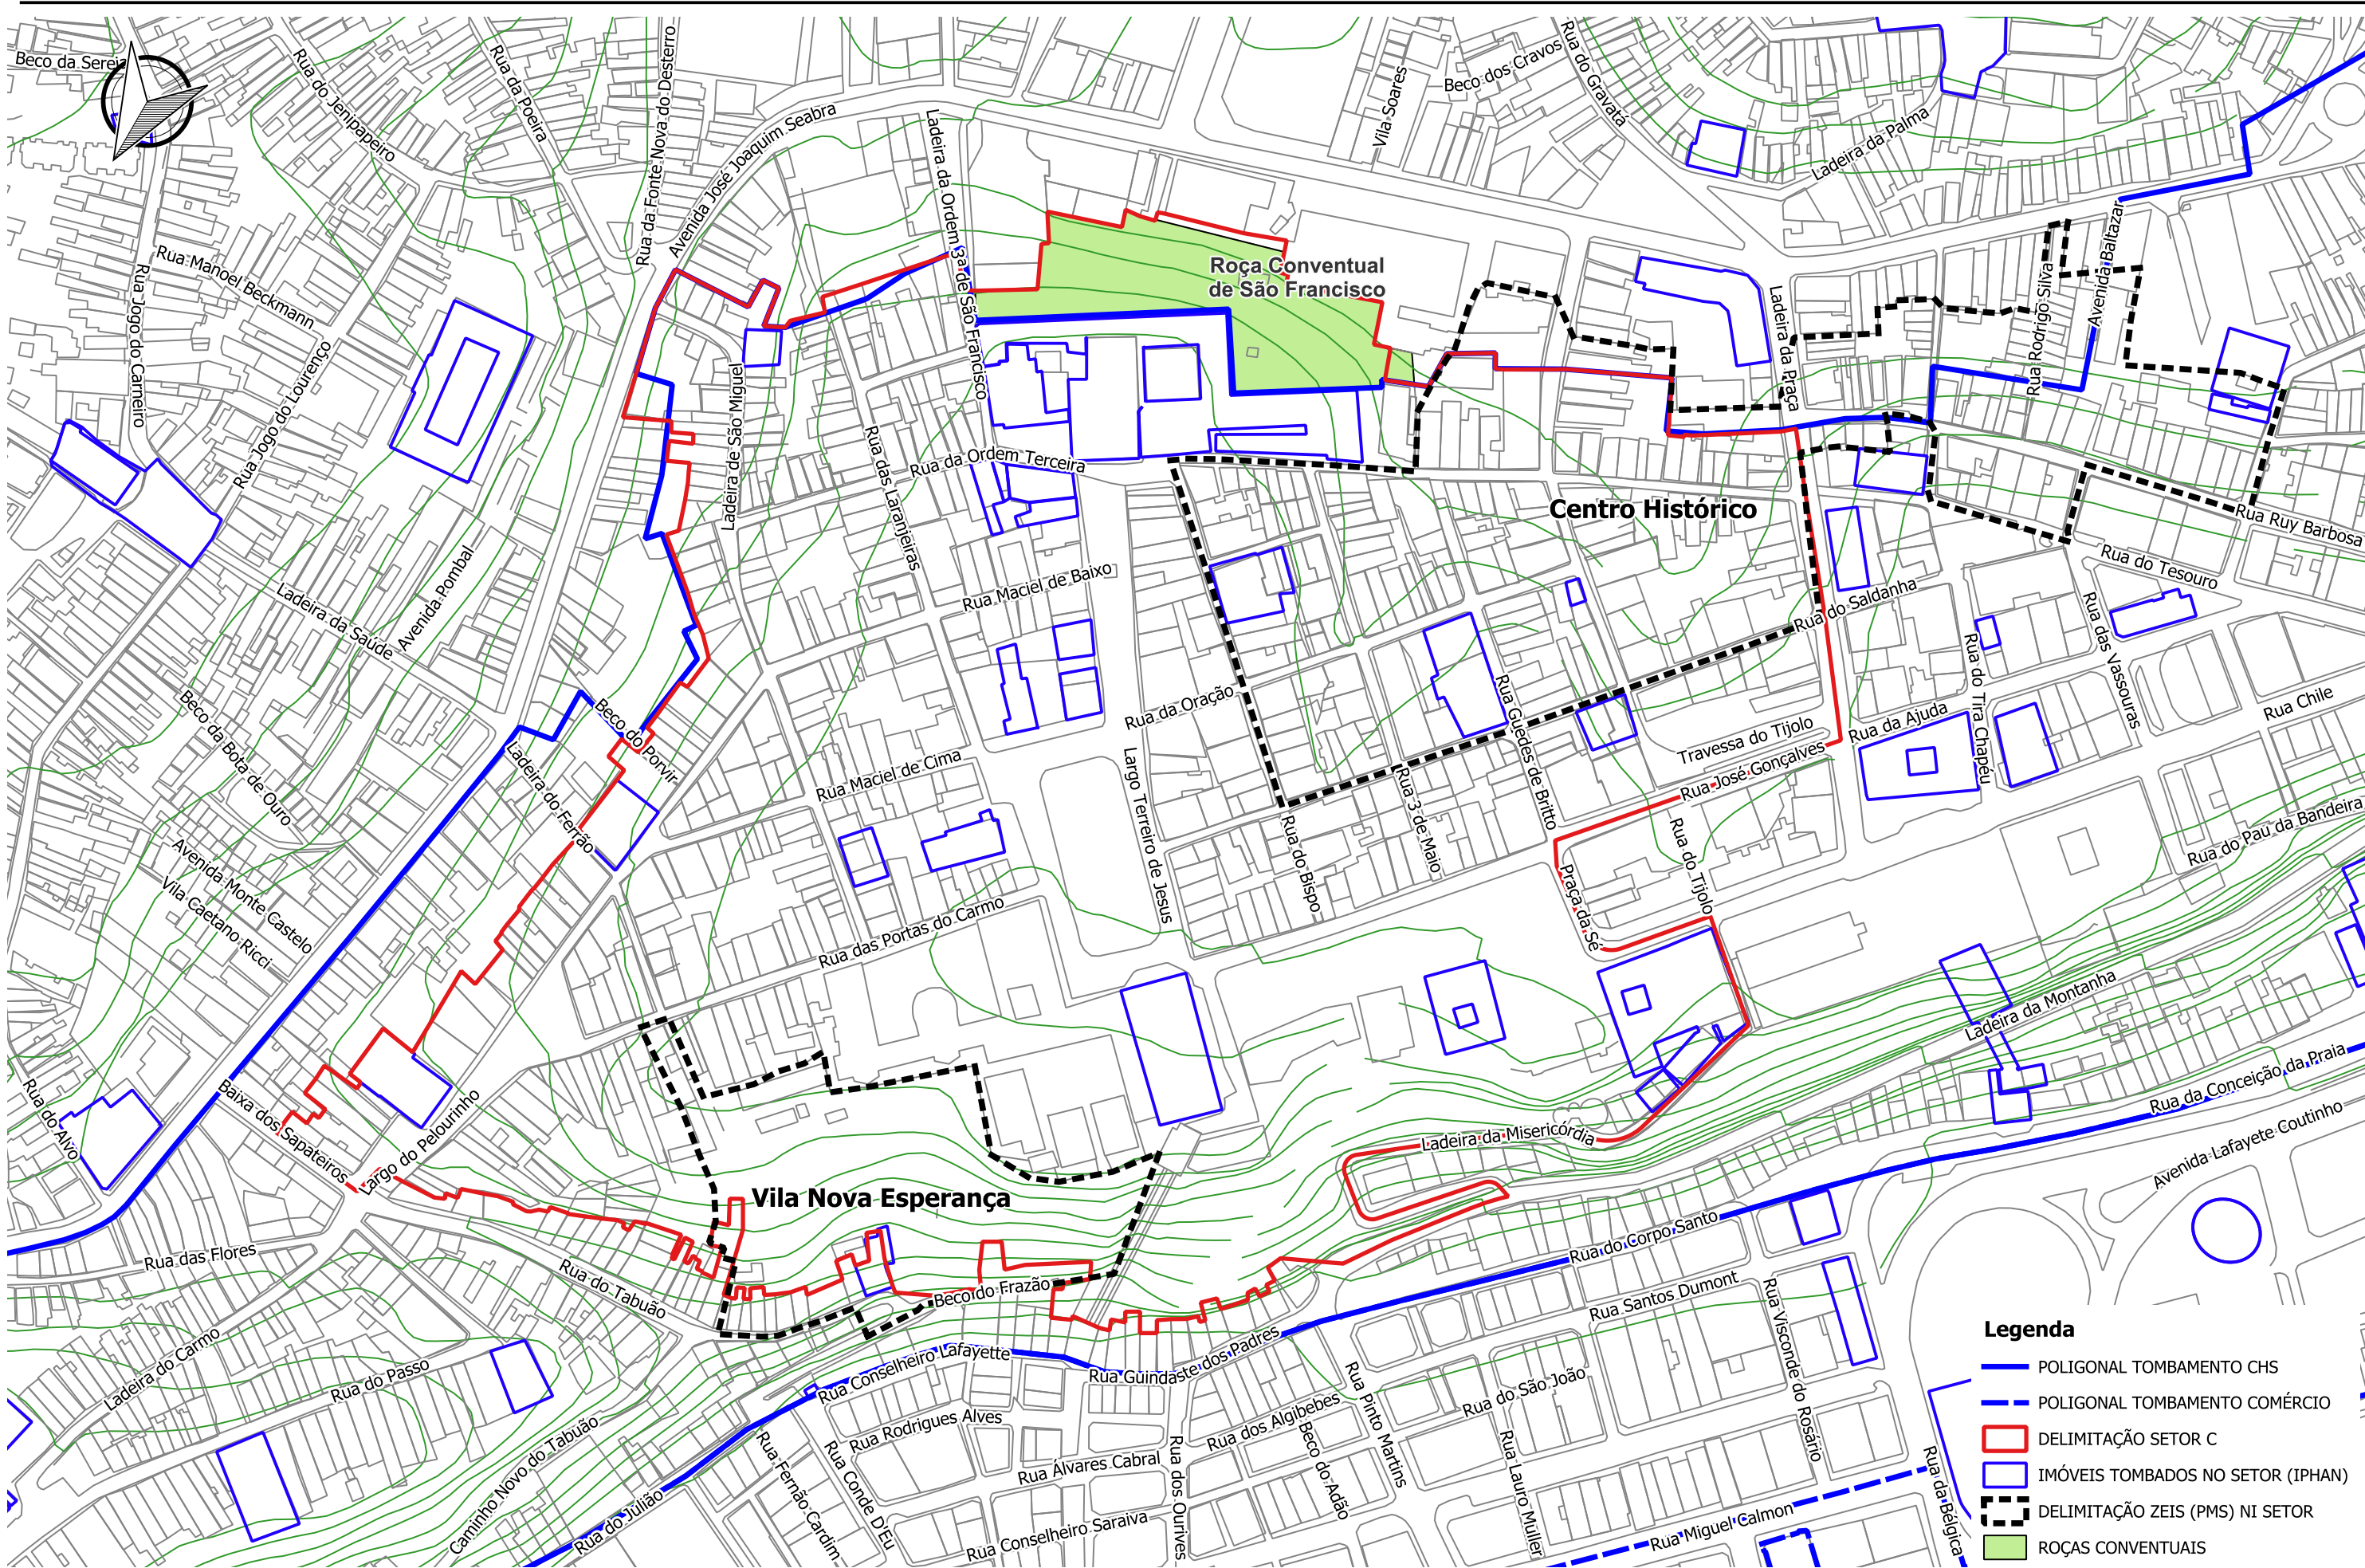 Beco da Sereia
Rua do Jenipapeiro
Rua da Poeira
Rua da Fonte Nova do Desterro
Avenida José Joaquim Seabra
Ladeira da Ordem 3ª de São Francisco
Vila Soares
Beco dos Cravos
Rua do Gravatá
Ladeira da Palma
Rua Manoel Beckmann
Rua Jogo do Carneiro
Rua Jogo do Lourenço
Roça Conventual
de São Francisco
Ladeira da Praça
Rua Rodrigo Silva
Avenida Baltazar
Ladeira de São Miguel
Rua das Laranjeiras
Rua da Ordem Terceira
Centro Histórico
Rua Ruy Barbosa
Rua do Tesouro
Ladeira da Saúde
Avenida Pombal
Rua Maciel de Baixo
Rua do Saldanha
Rua das Vassouras
Rua do Tira Chapéu
Rua Chile
Beco da Bota de Ouro
Beco do Porvir
Ladeira do Ferrão
Rua da Oração
Rua Guedes de Britto
Travessa do Tijolo
Rua da Ajuda
Rua José Gonçalves
Rua Maciel de Cima
Largo Terreiro de Jesus
Rua 3 de Maio
Rua do Bispo
Rua do Tijolo
Praça da Sé
Rua do Pau da Bandeira
Avenida Monte Castelo
Vila Caetano Ricci
Rua das Portas do Carmo
Ladeira da Montanha
Rua do Alvo
Baixa dos Sapateiros
Largo do Pelourinho
Ladeira da Misericórdia
Rua da Conceição da Praia
Avenida Lafayete Coutinho
Vila Nova Esperança
Rua das Flores
Rua do Tabuão
Beco do Frazão
Rua do Corpo Santo
Rua Santos Dumont
Rua Visconde do Rosário
Ladeira do Carmo
Rua do Passo
Rua Conselheiro Lafayette
Rua Guindaste dos Padres
Rua Pinto Martins
Rua do São João
Rua dos Algibebes
Beco do Adão
Rua Rodrigues Alves
Rua Álvares Cabral
Rua dos Ourives
Rua Lauro Müller
Caminho Novo do Tabuão
Rua do Julião
Rua Fernão Cardim
Rua Conde D'Eu
Rua Conselheiro Saraiva
Rua Miguel Calmon
Rua da Bélgica
Legenda
POLIGONAL TOMBAMENTO CHS
POLIGONAL TOMBAMENTO COMÉRCIO
DELIMITAÇÃO SETOR C
IMÓVEIS TOMBADOS NO SETOR (IPHAN)
DELIMITAÇÃO ZEIS (PMS) NI SETOR
ROÇAS CONVENTUAIS